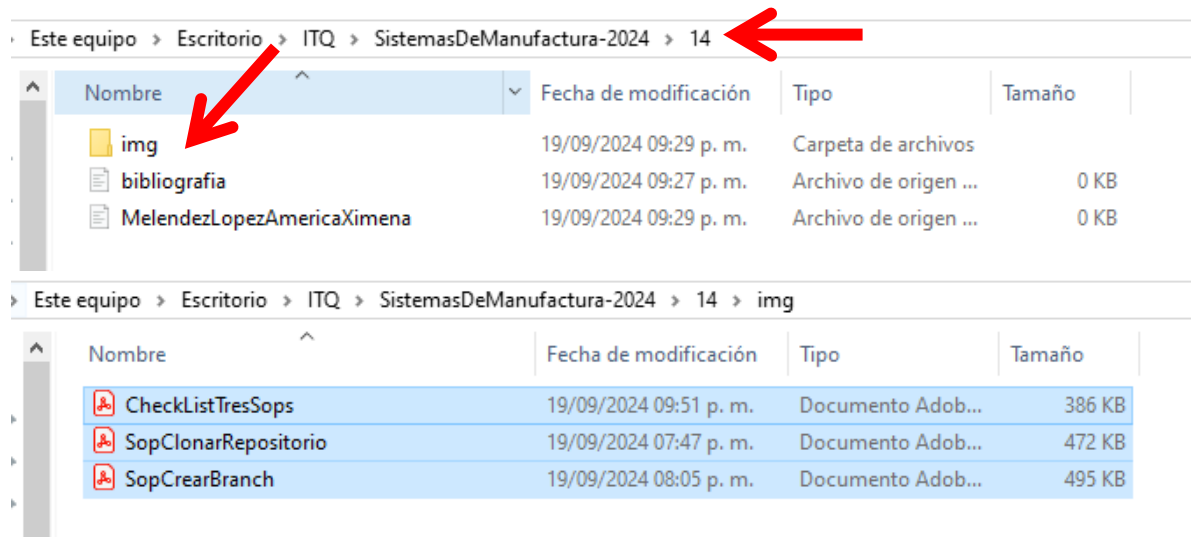 Este equipo > Escritorio > ITQ > SistemasDeManufactura-2024 > 14
Nombre Fecha de modificación Tipo Tamaño
img 19/09/2024 09:29 p. m. Carpeta de archivos
bibliografia 19/09/2024 09:27 p. m. Archivo de origen ... 0 KB
MelendezLopezAmericaXimena 19/09/2024 09:29 p. m. Archivo de origen ... 0 KB
Este equipo > Escritorio > ITQ > SistemasDeManufactura-2024 > 14 > img
Nombre Fecha de modificación Tipo Tamaño
CheckListTresSops 19/09/2024 09:51 p. m. Documento Adob... 386 KB
SopClonarRepositorio 19/09/2024 07:47 p. m. Documento Adob... 472 KB
SopCrearBranch 19/09/2024 08:05 p. m. Documento Adob... 495 KB